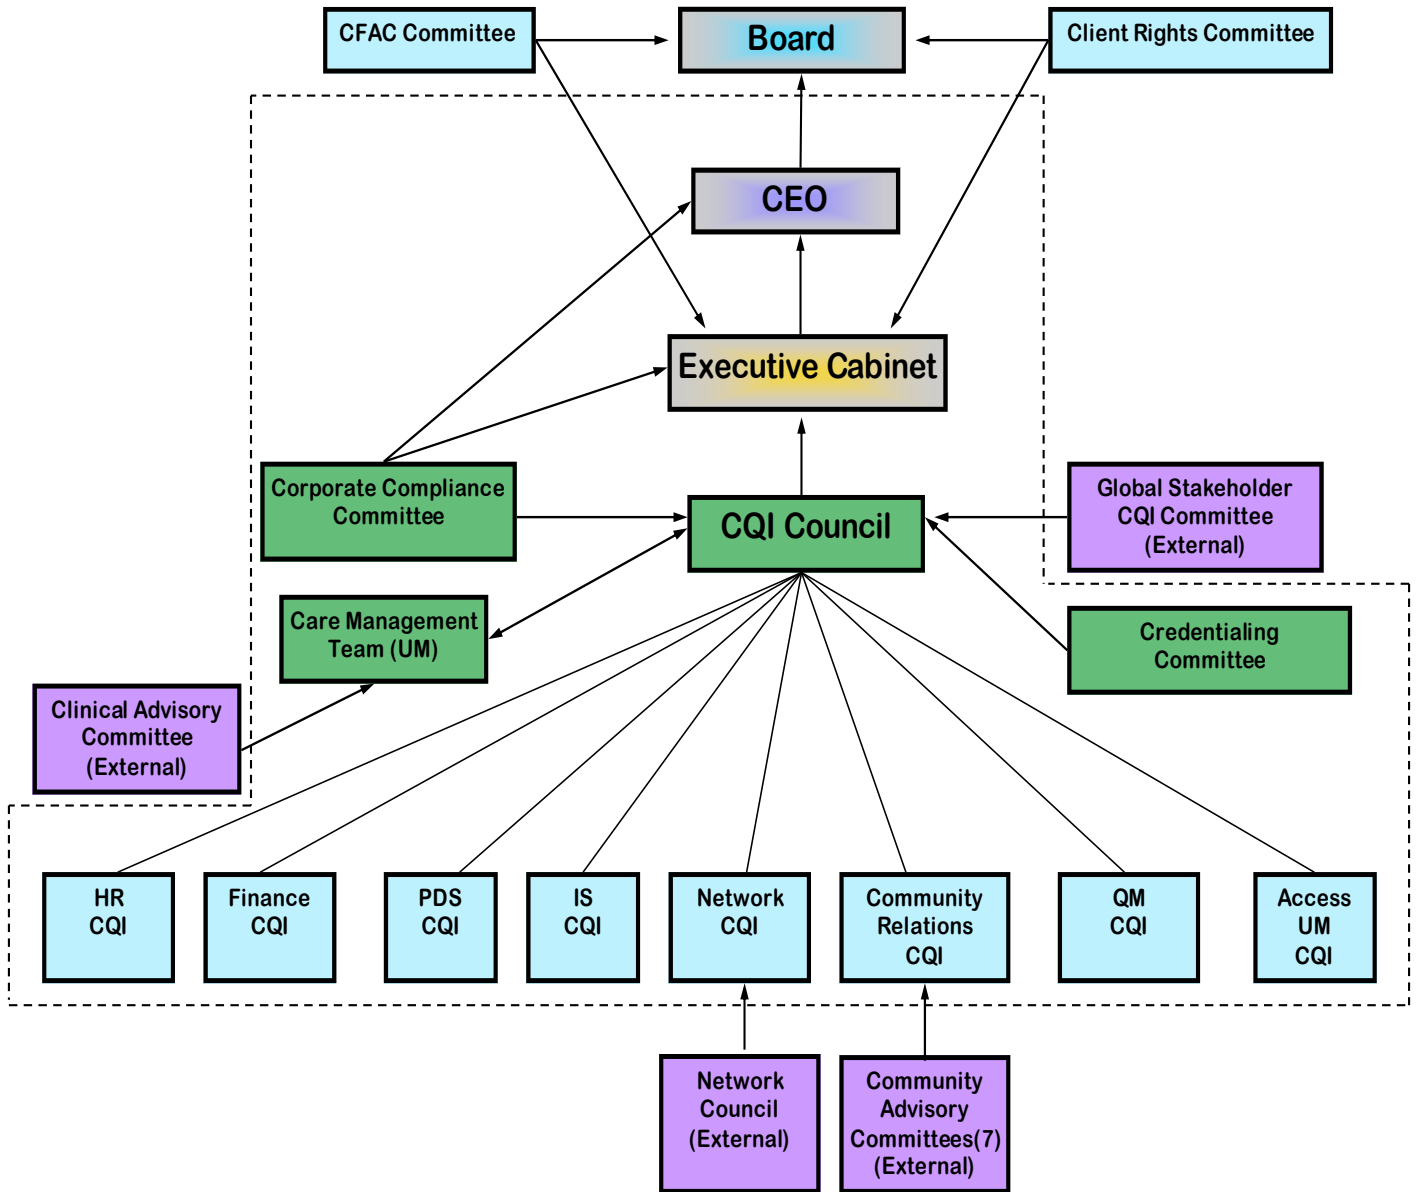 CFAC Committee
Board
Client Rights Committee
CEO
Executive Cabinet
Corporate Compliance
Committee
CQI Council
Global Stakeholder
CQI Committee
(External)
Care Management
Team (UM)
Credentialing
Committee
Clinical Advisory
Committee
(External)
HR
CQI
Finance
CQI
PDS
CQI
IS
CQI
Network
CQI
Community
Relations
CQI
QM
CQI
Access
UM
CQI
Network
Council
(External)
Community
Advisory
Committees(7)
(External)